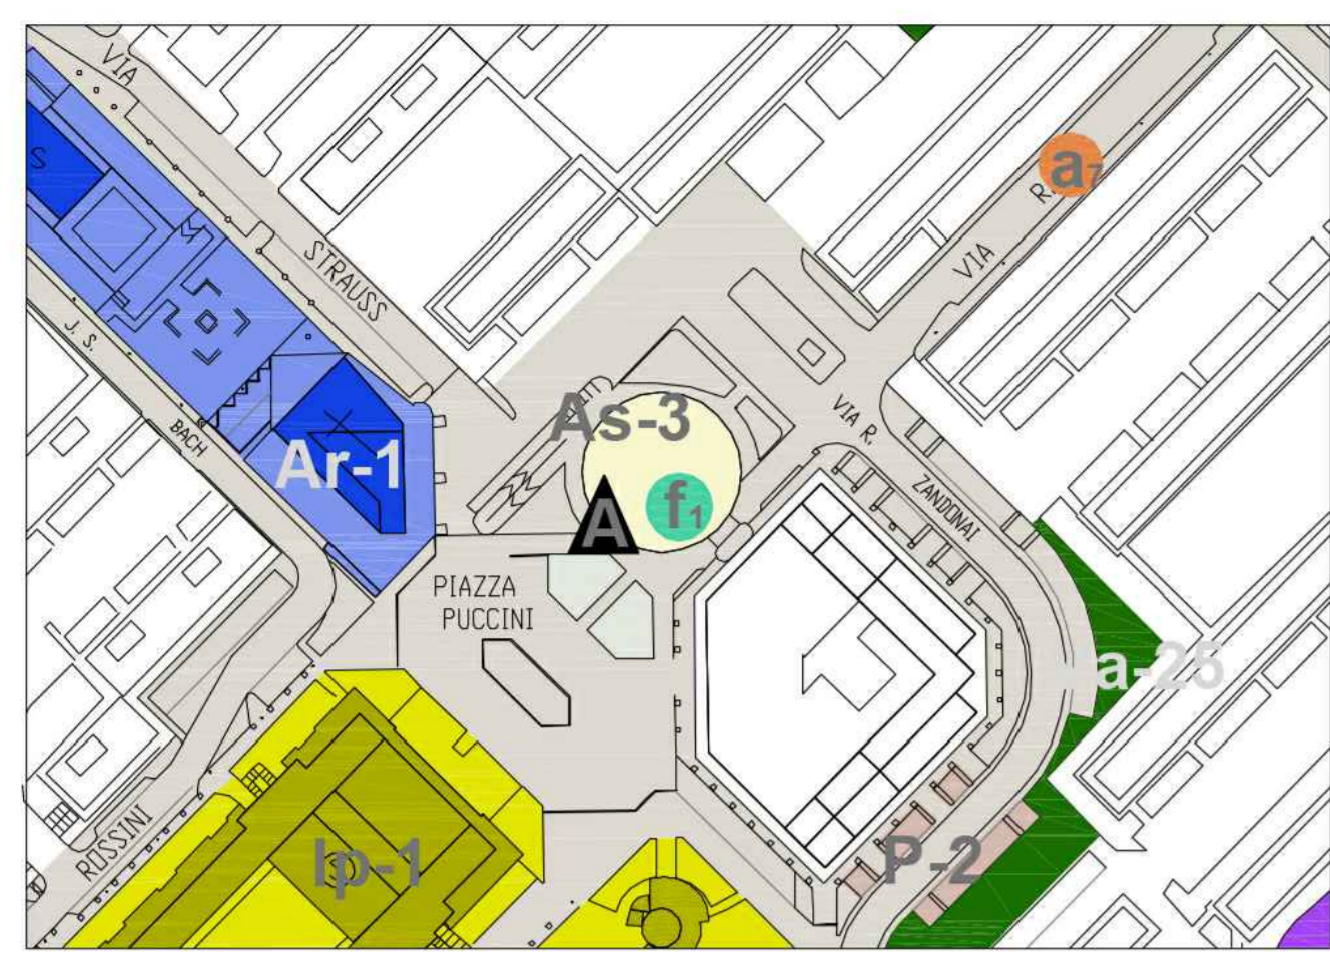 VIA
a7
S
STRAUSS
VIA
J. S.
As-3
VIA R.
BACH
Ar-1
f1
A
ZANDONAI
PIAZZA
PUCCINI
a-25
ROSSINI
Ip-1
P-2